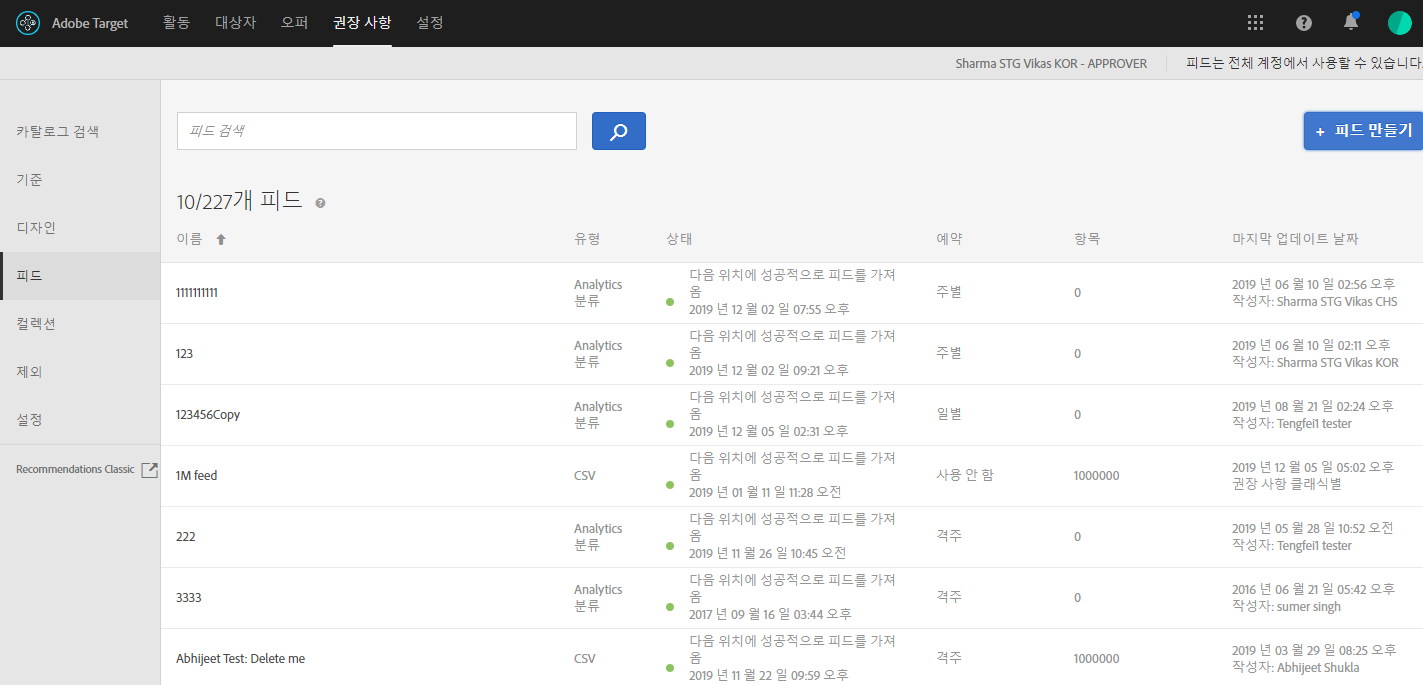 Adobe Target 활동 대상자 오퍼 권장 사항 설정
Sharma STG Vikas KOR - APPROVER 피드는 전체 계정에서 사용할 수 있습니다.
카탈로그 검색
기준
디자인
피드
컬렉션
제외
설정
Recommendations Classic
피드 검색
+ 피드 만들기
10/227개 피드
이름 유형 상태 예약 항목 마지막 업데이트 날짜
1111111111 Analytics 분류 다음 위치에 성공적으로 피드를 가져옴 2019 년 12 월 02 일 07:55 오후 주별 0 2019 년 06 월 10 일 02:56 오후 작성자: Sharma STG Vikas CHS
123 Analytics 분류 다음 위치에 성공적으로 피드를 가져옴 2019 년 12 월 02 일 09:21 오후 주별 0 2019 년 06 월 10 일 02:11 오후 작성자: Sharma STG Vikas KOR
123456Copy Analytics 분류 다음 위치에 성공적으로 피드를 가져옴 2019 년 12 월 05 일 02:31 오후 일별 0 2019 년 08 월 21 일 02:24 오후 작성자: Tengfei1 tester
1M feed CSV 다음 위치에 성공적으로 피드를 가져옴 2019 년 01 월 11 일 11:28 오전 사용 안 함 1000000 2019 년 12 월 05 일 05:02 오후 권장 사항 클래식별
222 Analytics 분류 다음 위치에 성공적으로 피드를 가져옴 2019 년 11 월 26 일 10:45 오전 격주 0 2019 년 05 월 28 일 10:52 오전 작성자: Tengfei1 tester
3333 Analytics 분류 다음 위치에 성공적으로 피드를 가져옴 2017 년 09 월 16 일 03:44 오후 격주 0 2016 년 06 월 21 일 05:42 오후 작성자: sumer singh
Abhijeet Test: Delete me CSV 다음 위치에 성공적으로 피드를 가져옴 2019 년 11 월 22 일 09:59 오후 격주 1000000 2019 년 03 월 29 일 08:25 오후 작성자: Abhijeet Shukla